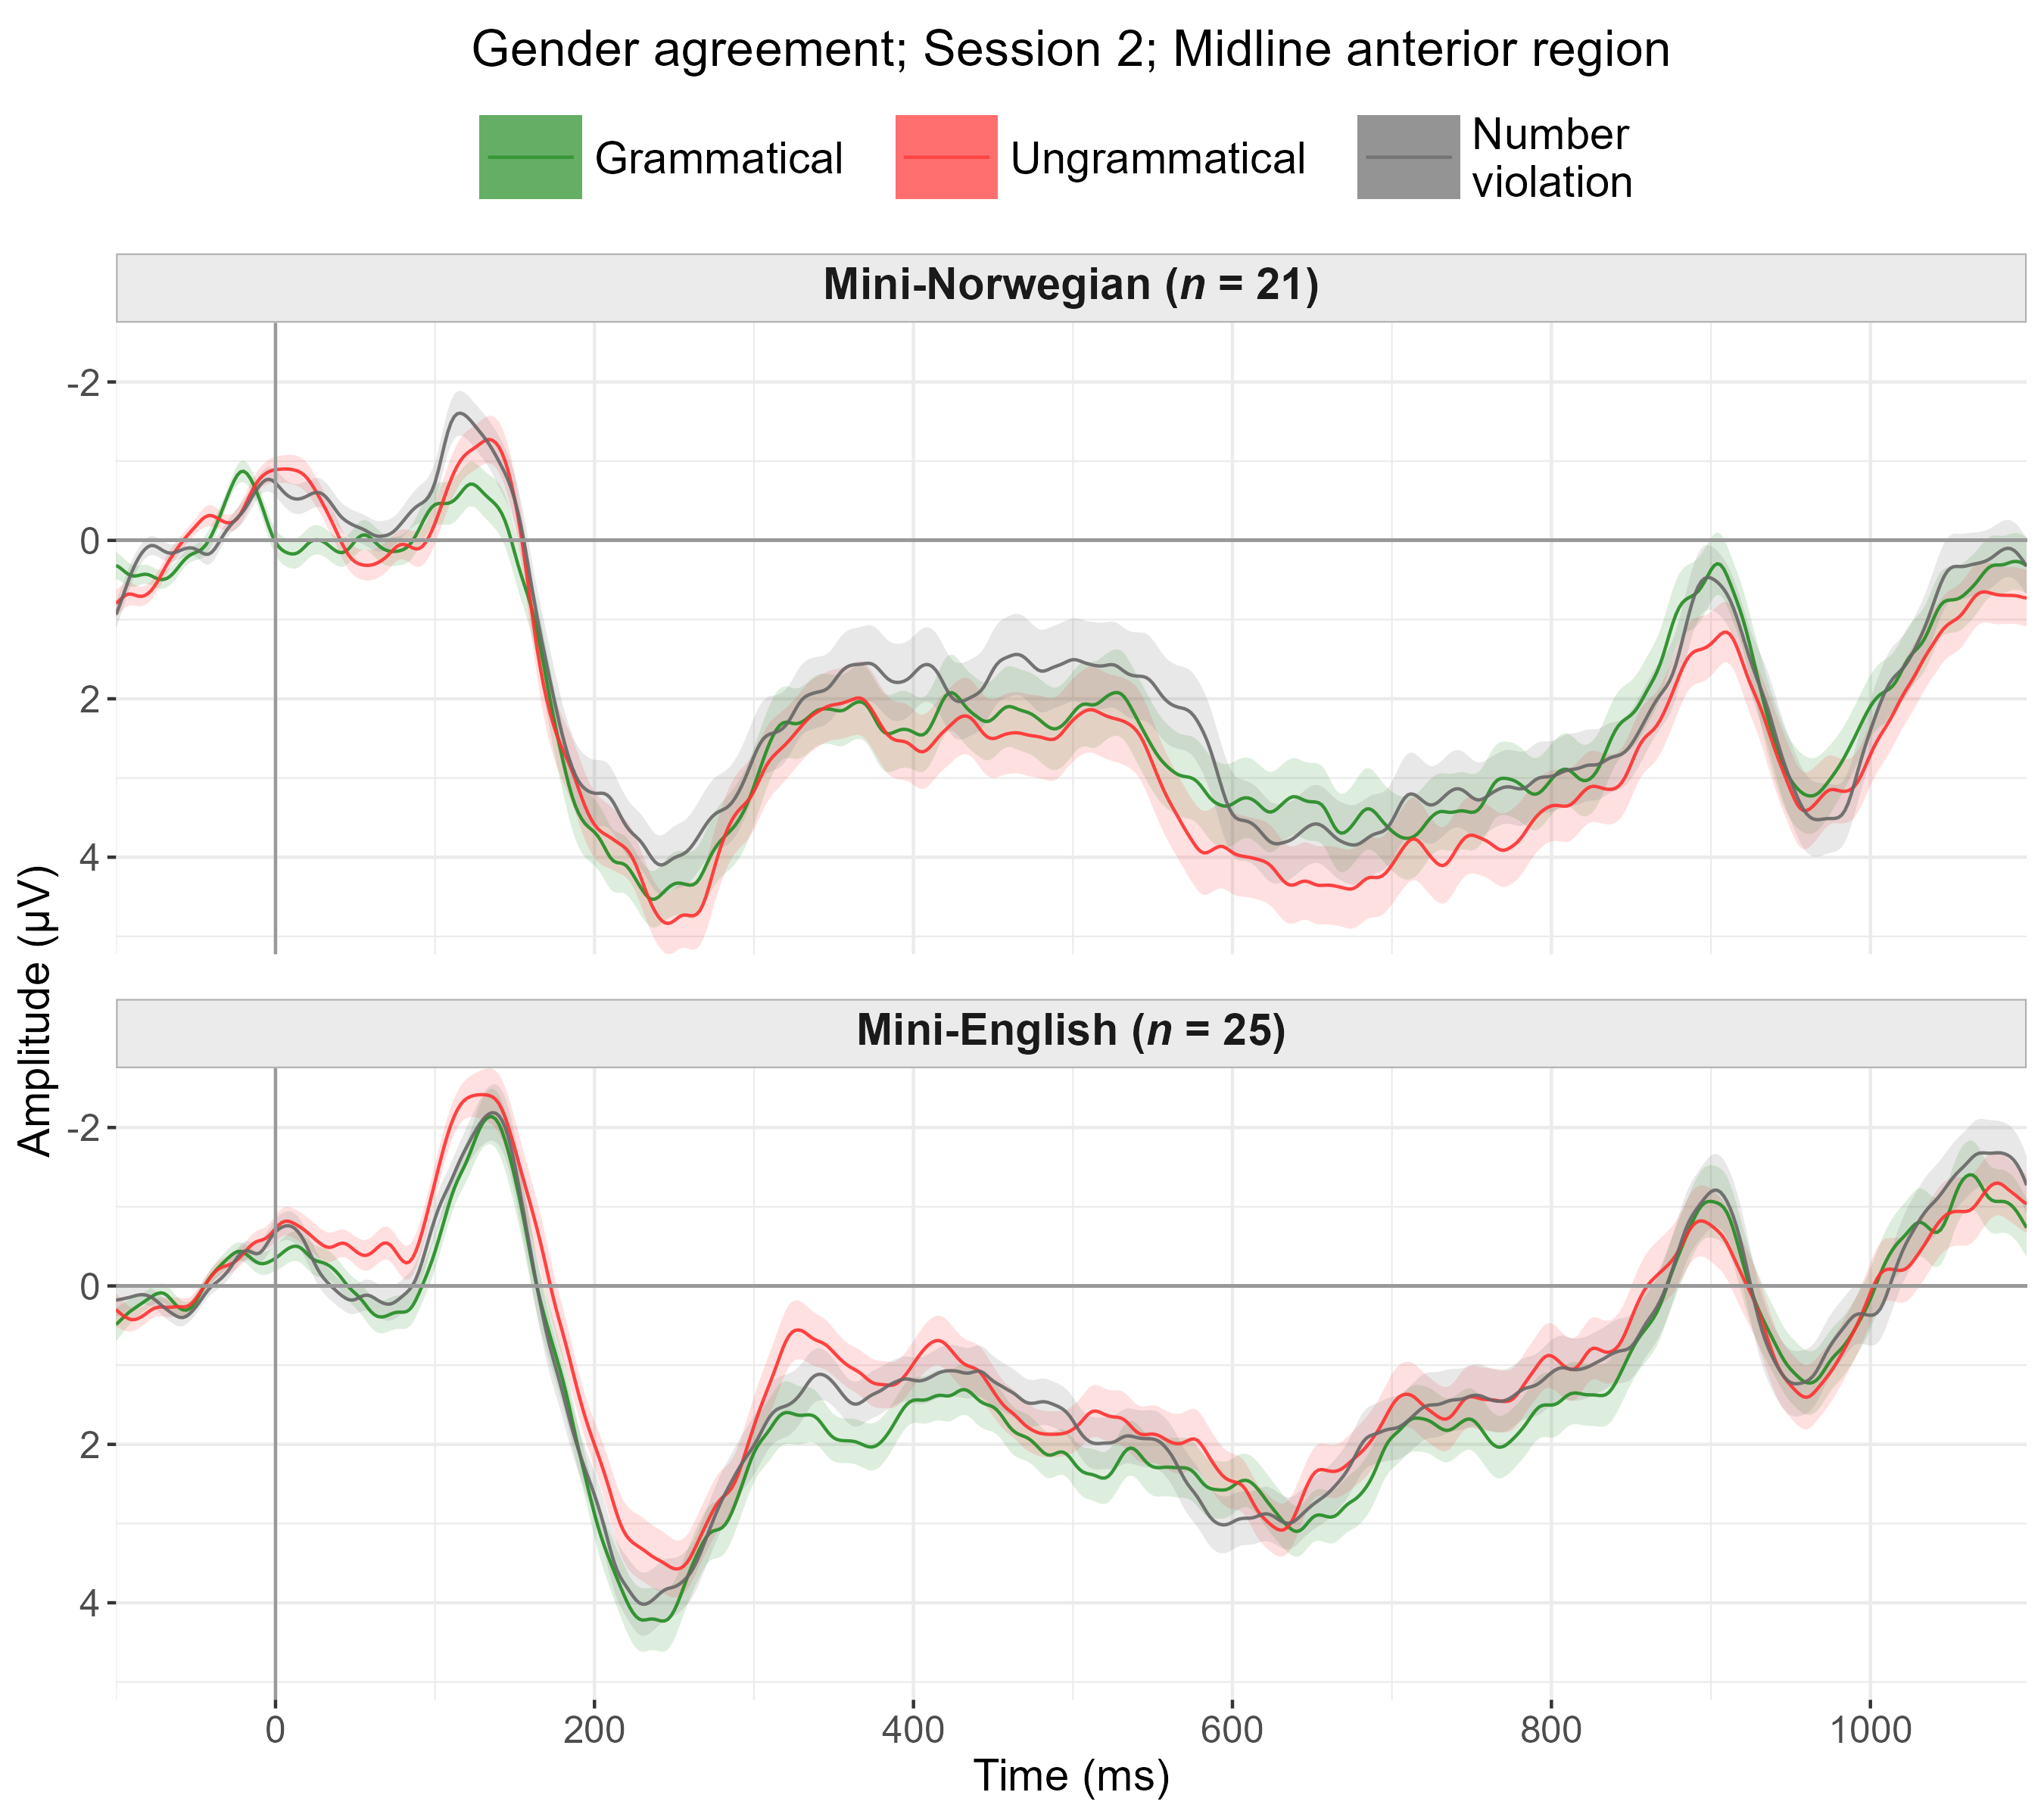 Gender agreement; Session 2; Midline anterior region
Grammatical
Ungrammatical
Number
violation
Mini-Norwegian (n = 21)
-2
0
2
4
Amplitude (µV)
Mini-English (n = 25)
-2
0
2
4
0 200 400 600 800 1000
Time (ms)